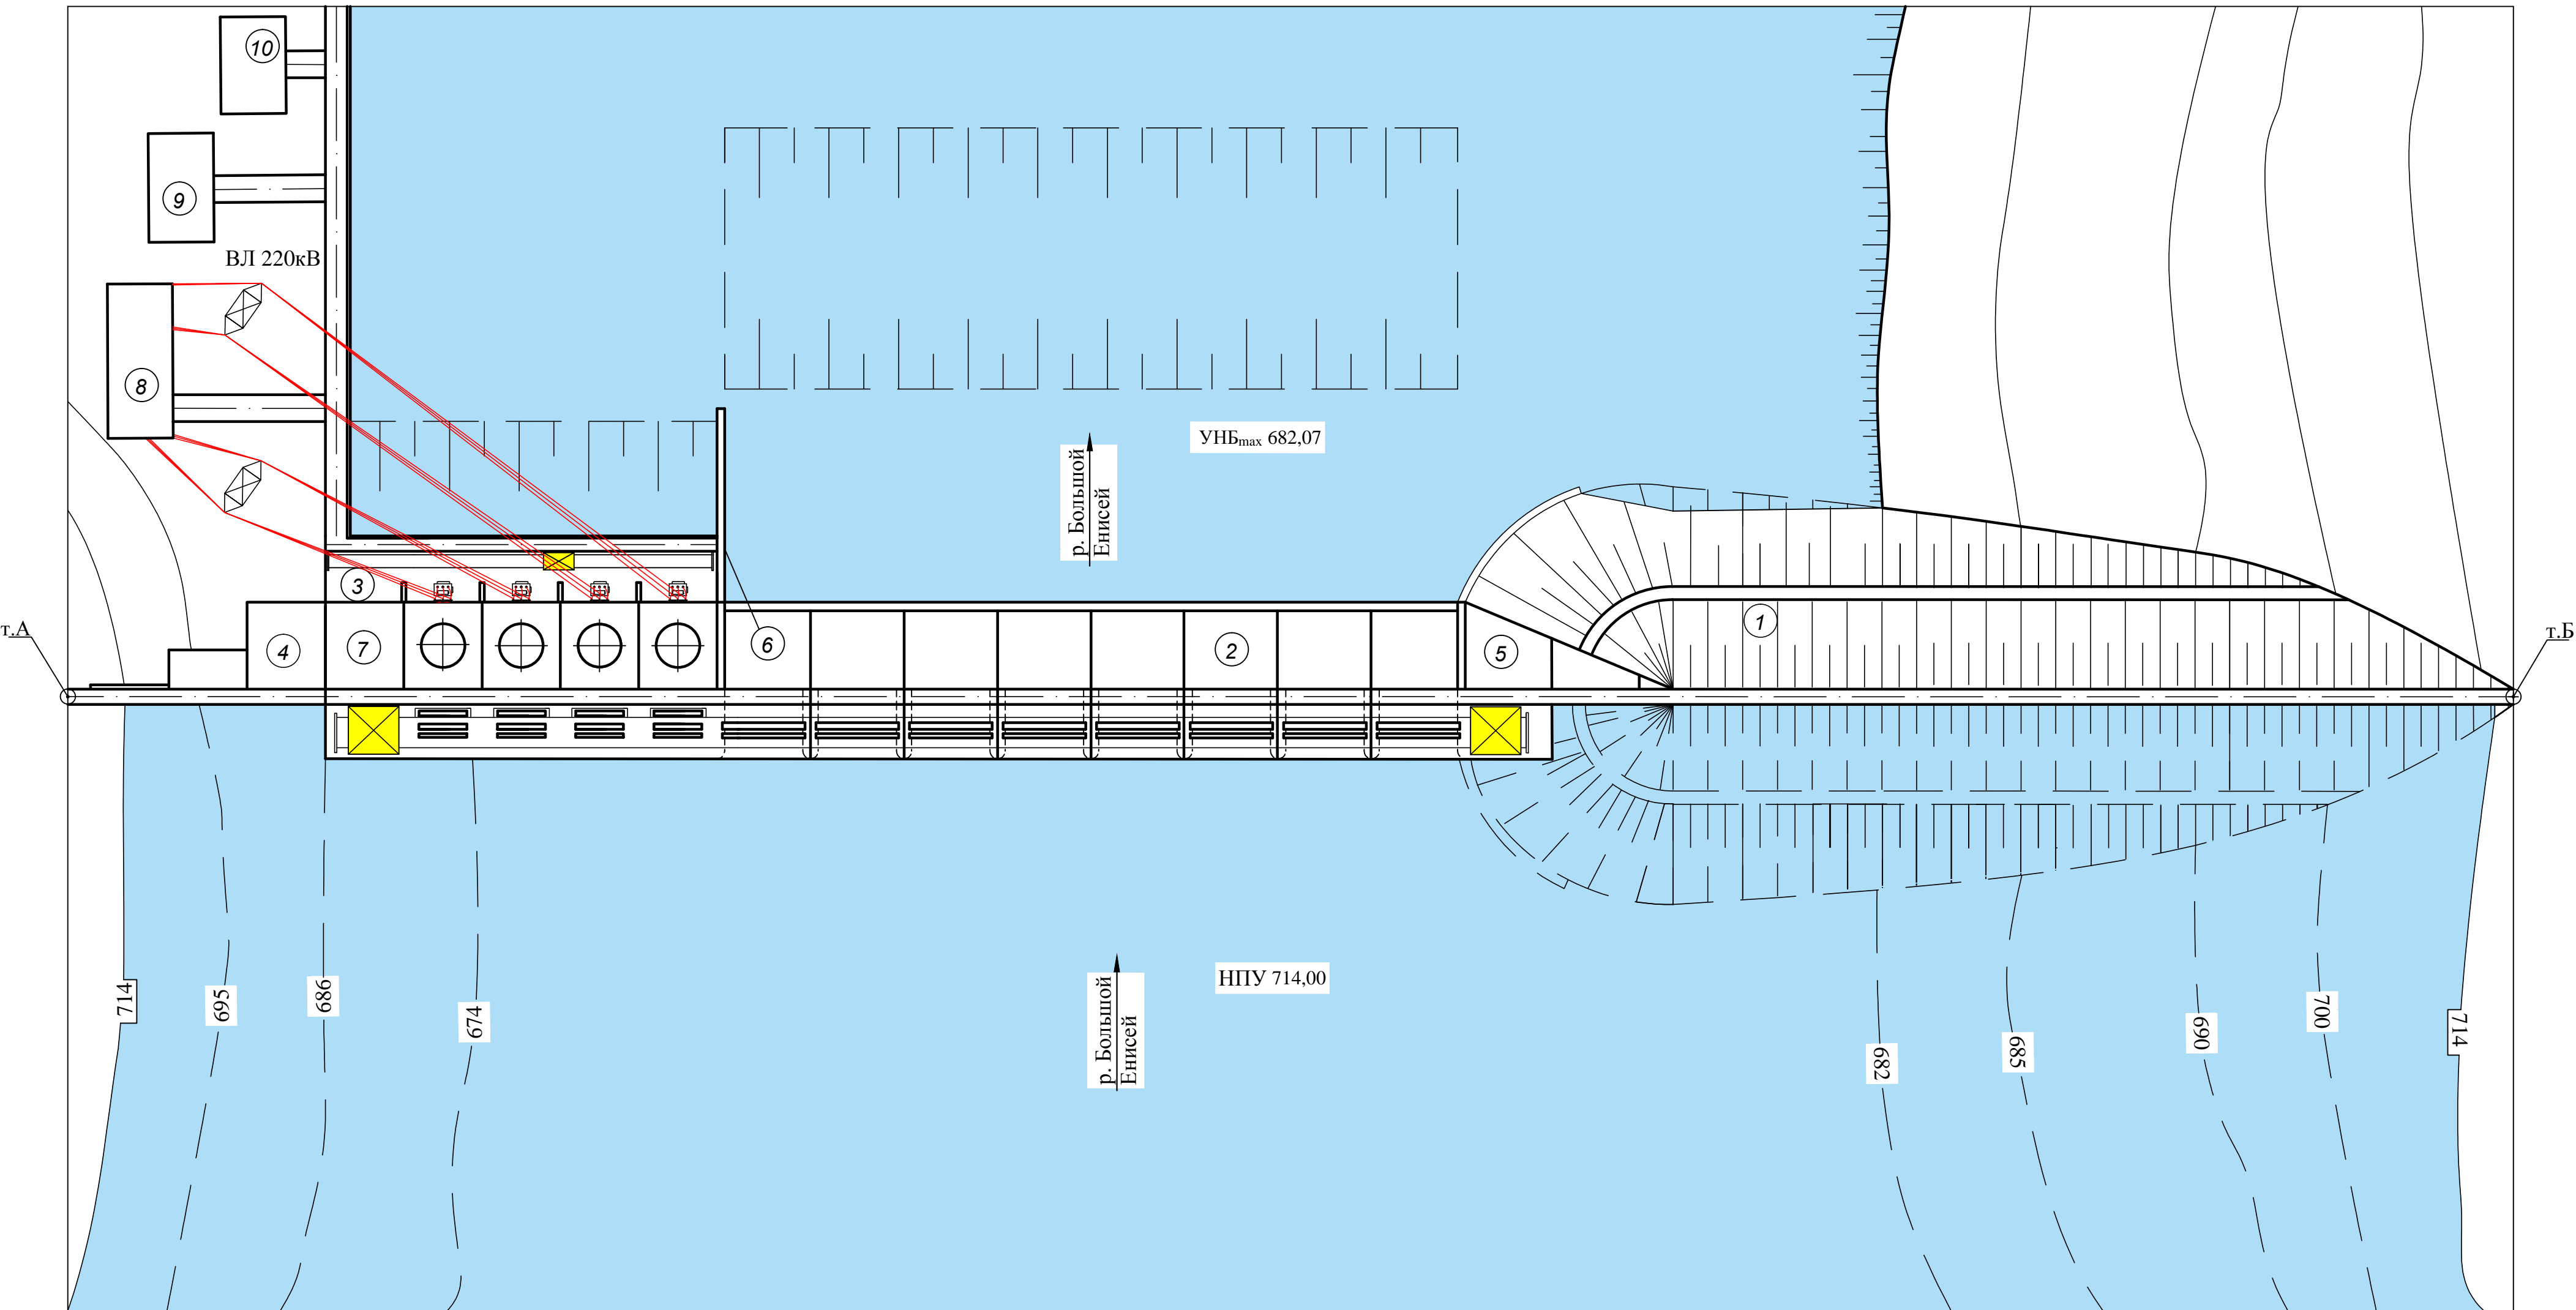 10
9
ВЛ 220кВ
8
УНБmax 682,07
р. Большой
Енисей
3
1
т.А
4
7
6
2
5
т.Б
НПУ 714,00
р. Большой
Енисей
714
695
686
674
682
685
690
700
714